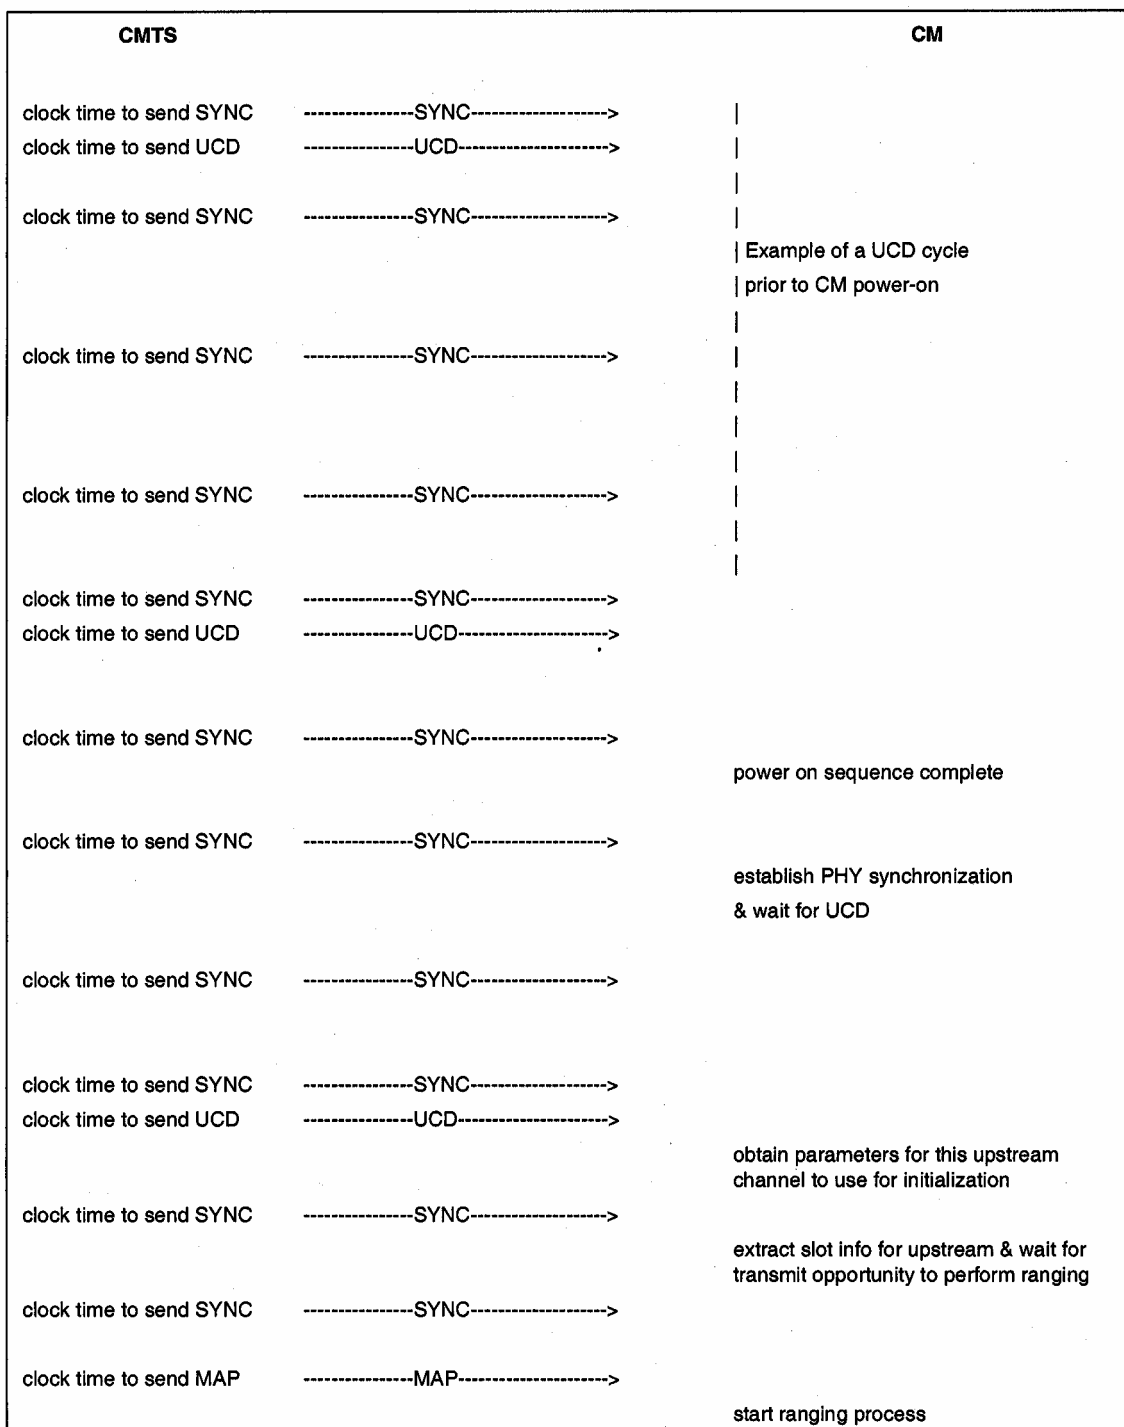 CMTS CM
clock time to send SYNC ----------------SYNC--------------------> |
clock time to send UCD ----------------UCD----------------------> |
|
clock time to send SYNC ----------------SYNC--------------------> |
| Example of a UCD cycle
| prior to CM power-on
|
clock time to send SYNC ----------------SYNC--------------------> |
|
|
|
clock time to send SYNC ----------------SYNC--------------------> |
|
|
clock time to send SYNC ----------------SYNC-------------------->
clock time to send UCD ----------------UCD---------------------->
clock time to send SYNC ----------------SYNC-------------------->
power on sequence complete
clock time to send SYNC ----------------SYNC-------------------->
establish PHY synchronization
& wait for UCD
clock time to send SYNC ----------------SYNC-------------------->
clock time to send SYNC ----------------SYNC-------------------->
clock time to send UCD ----------------UCD---------------------->
obtain parameters for this upstream
channel to use for initialization
clock time to send SYNC ----------------SYNC-------------------->
extract slot info for upstream & wait for
transmit opportunity to perform ranging
clock time to send SYNC ----------------SYNC-------------------->
clock time to send MAP ----------------MAP---------------------->
start ranging process